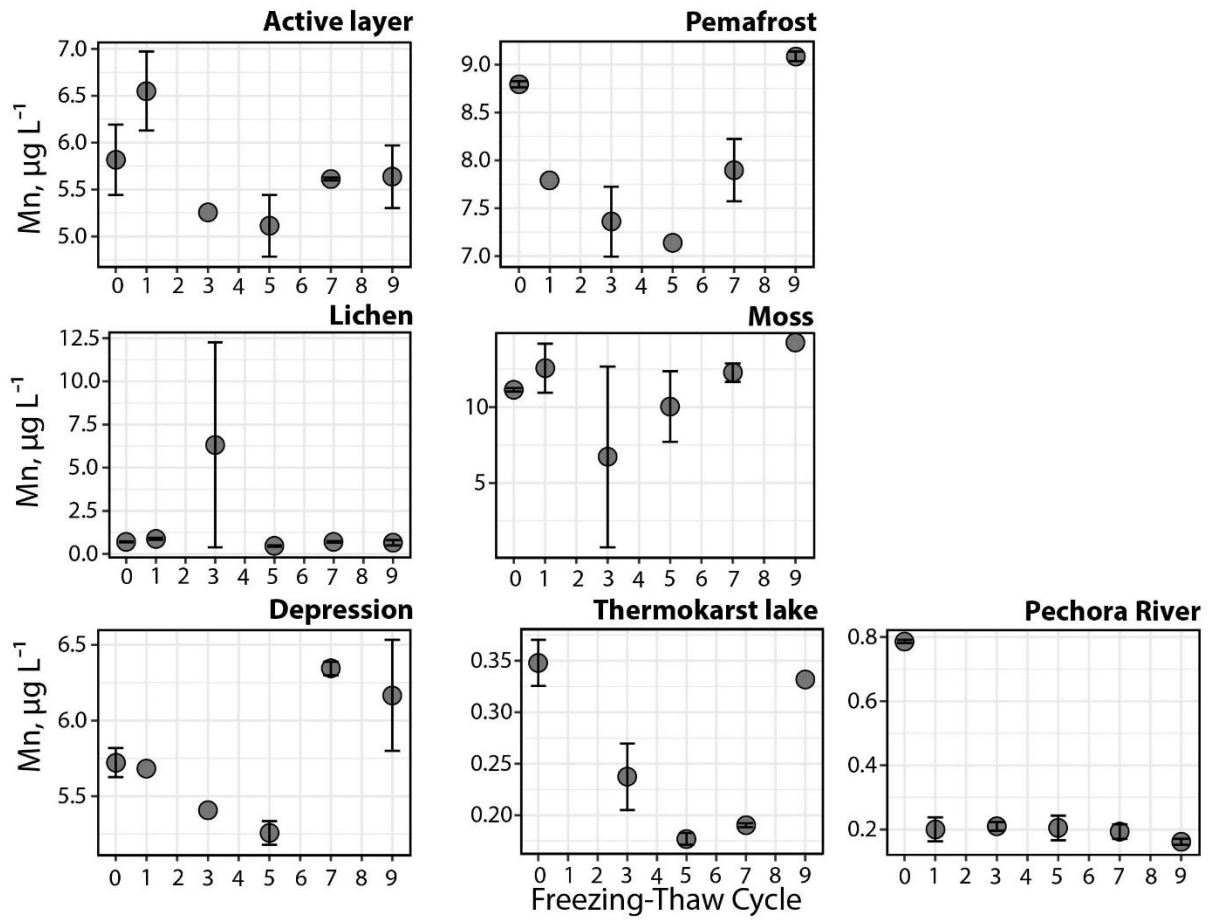 Active layer
Pemafrost
Mn, µg L⁻¹
7.0
6.5
6.0
5.5
5.0
0 1 2 3 4 5 6 7 8 9
9.0
8.5
8.0
7.5
7.0
0 1 2 3 4 5 6 7 8 9
Lichen
Moss
Mn, µg L⁻¹
12.5
10.0
7.5
5.0
2.5
0.0
0 1 2 3 4 5 6 7 8 9
10
5
0 1 2 3 4 5 6 7 8 9
Depression
Thermokarst lake
Pechora River
Mn, µg L⁻¹
6.5
6.0
5.5
0 1 2 3 4 5 6 7 8 9
0.35
0.30
0.25
0.20
0 1 2 3 4 5 6 7 8 9
0.8
0.6
0.4
0.2
0 1 2 3 4 5 6 7 8 9
Freezing-Thaw Cycle